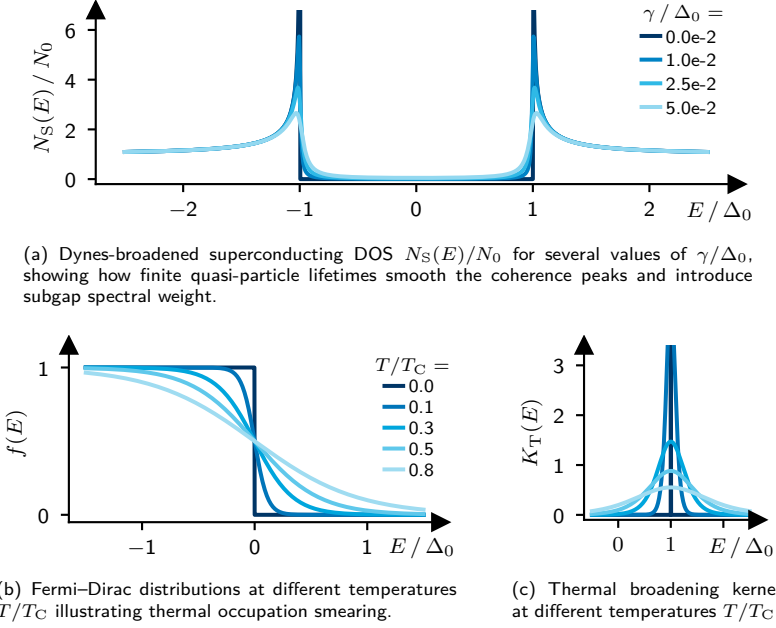 6
4
2
0
N_S(E) / N_0
γ / Δ_0 =
0.0e-2
1.0e-2
2.5e-2
5.0e-2
−2 −1 0 1 2 E / Δ_0
(a) Dynes-broadened superconducting DOS N_S(E)/N_0 for several values of γ/Δ_0,
showing how finite quasi-particle lifetimes smooth the coherence peaks and introduce
subgap spectral weight.
1
0
f(E)
T/T_C =
0.0
0.1
0.3
0.5
0.8
−1 0 1 E / Δ_0
3
2
1
0
K_T(E)
0 1 E / Δ_0
(b) Fermi–Dirac distributions at different temperatures
T/T_C illustrating thermal occupation smearing.
(c) Thermal broadening kerne
at different temperatures T/T_C